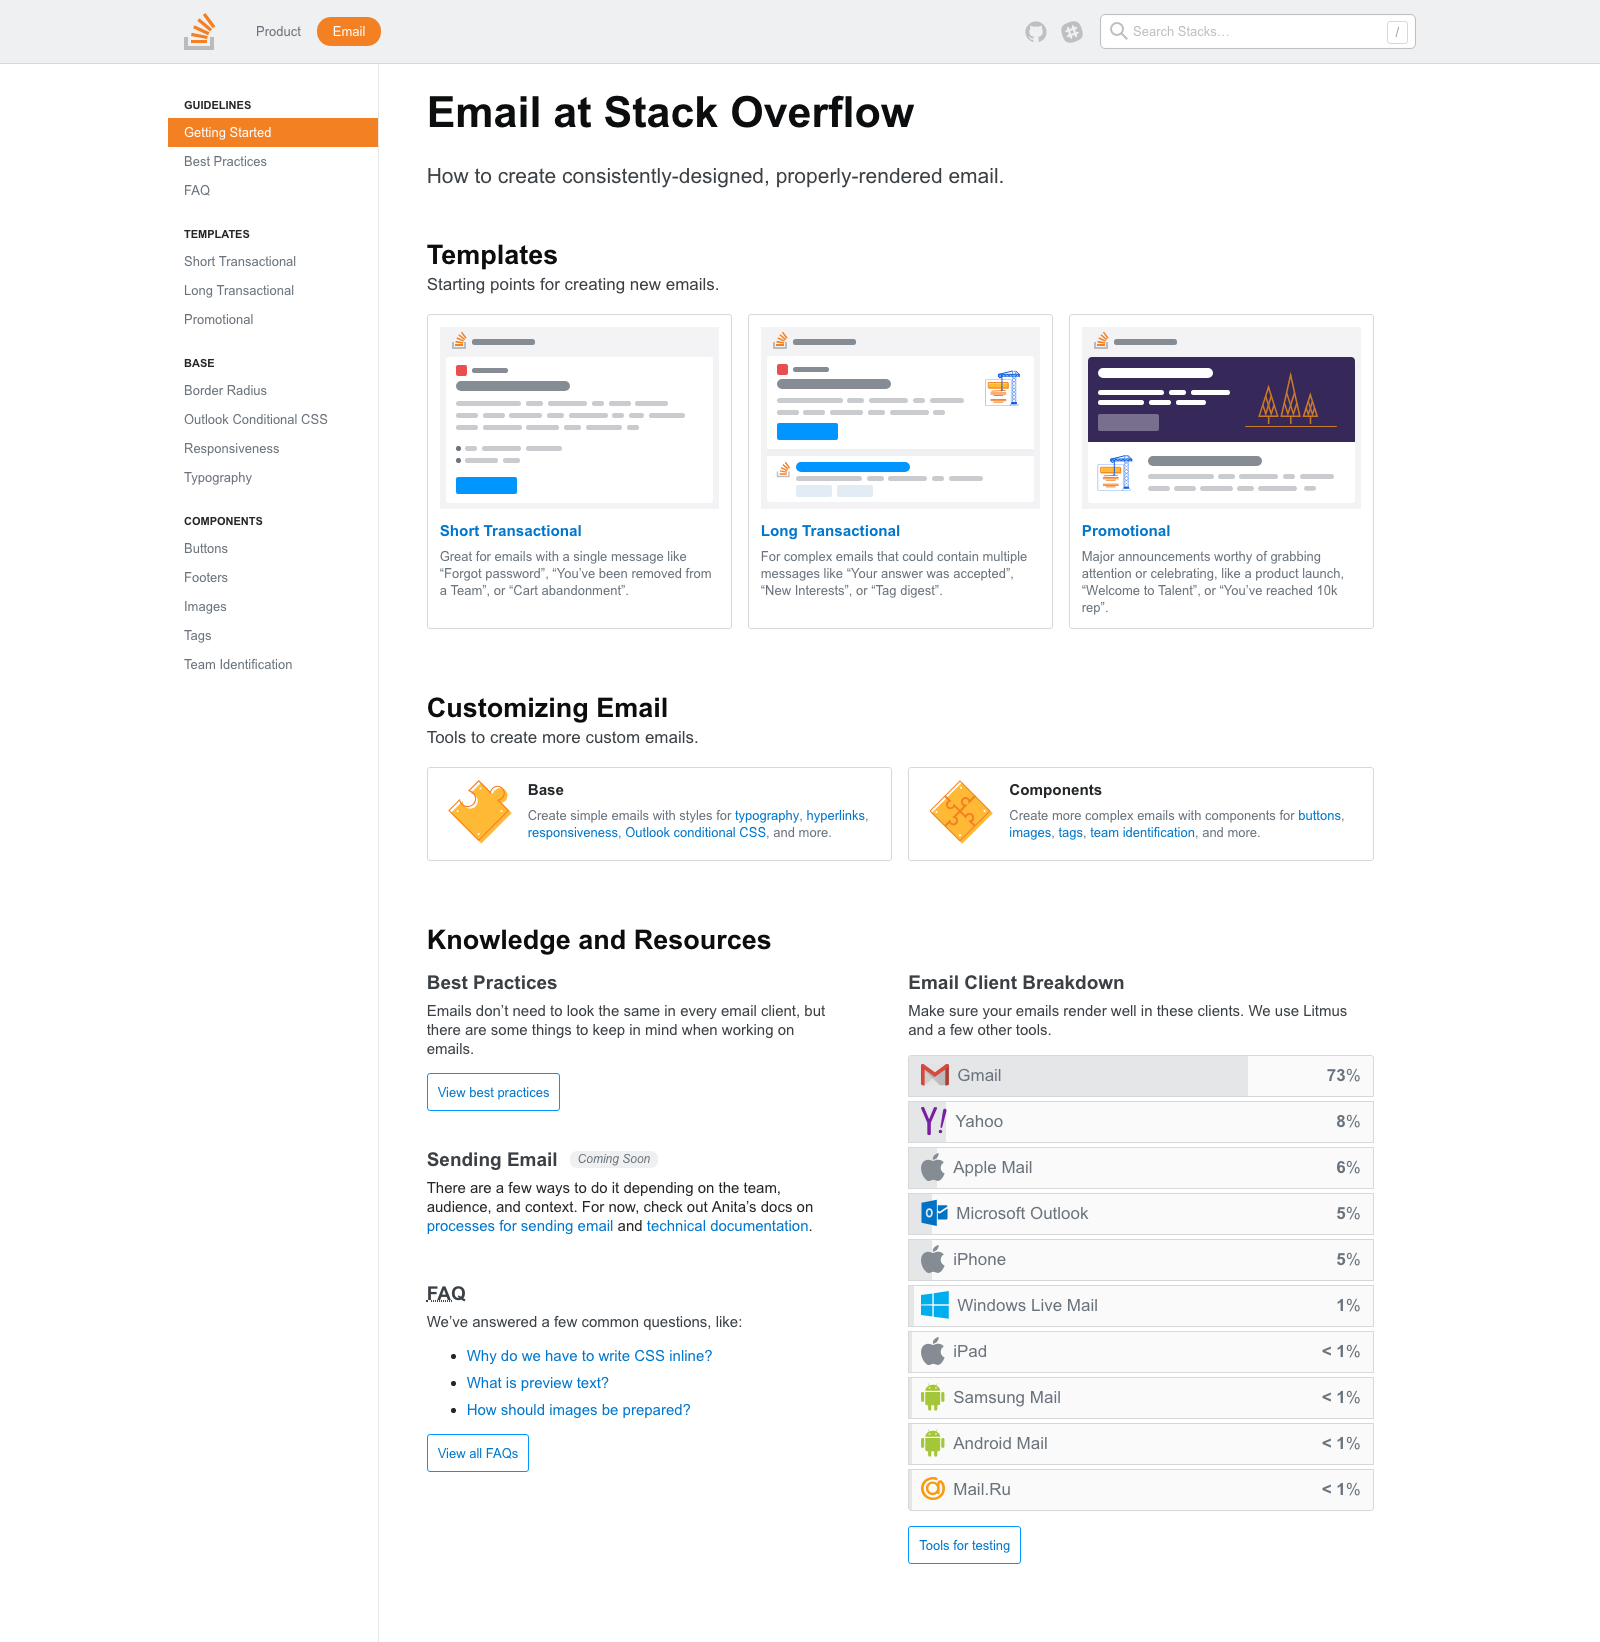 Product
Email
Search Stacks…
/
GUIDELINES
Getting Started
Best Practices
FAQ
TEMPLATES
Short Transactional
Long Transactional
Promotional
BASE
Border Radius
Outlook Conditional CSS
Responsiveness
Typography
COMPONENTS
Buttons
Footers
Images
Tags
Team Identification
Email at Stack Overflow
How to create consistently-designed, properly-rendered email.
Templates
Starting points for creating new emails.
Short Transactional
Great for emails with a single message like
“Forgot password”, “You’ve been removed from
a Team”, or “Cart abandonment”.
Long Transactional
For complex emails that could contain multiple
messages like “Your answer was accepted”,
“New Interests”, or “Tag digest”.
Promotional
Major announcements worthy of grabbing
attention or celebrating, like a product launch,
“Welcome to Talent”, or “You’ve reached 10k
rep”.
Customizing Email
Tools to create more custom emails.
Base
Create simple emails with styles for typography, hyperlinks,
responsiveness, Outlook conditional CSS, and more.
Components
Create more complex emails with components for buttons,
images, tags, team identification, and more.
Knowledge and Resources
Best Practices
Emails don’t need to look the same in every email client, but
there are some things to keep in mind when working on
emails.
View best practices
Sending Email Coming Soon
There are a few ways to do it depending on the team,
audience, and context. For now, check out Anita’s docs on
processes for sending email and technical documentation.
FAQ
We’ve answered a few common questions, like:
• Why do we have to write CSS inline?
• What is preview text?
• How should images be prepared?
View all FAQs
Email Client Breakdown
Make sure your emails render well in these clients. We use Litmus
and a few other tools.
Gmail 73%
Yahoo 8%
Apple Mail 6%
Microsoft Outlook 5%
iPhone 5%
Windows Live Mail 1%
iPad < 1%
Samsung Mail < 1%
Android Mail < 1%
Mail.Ru < 1%
Tools for testing